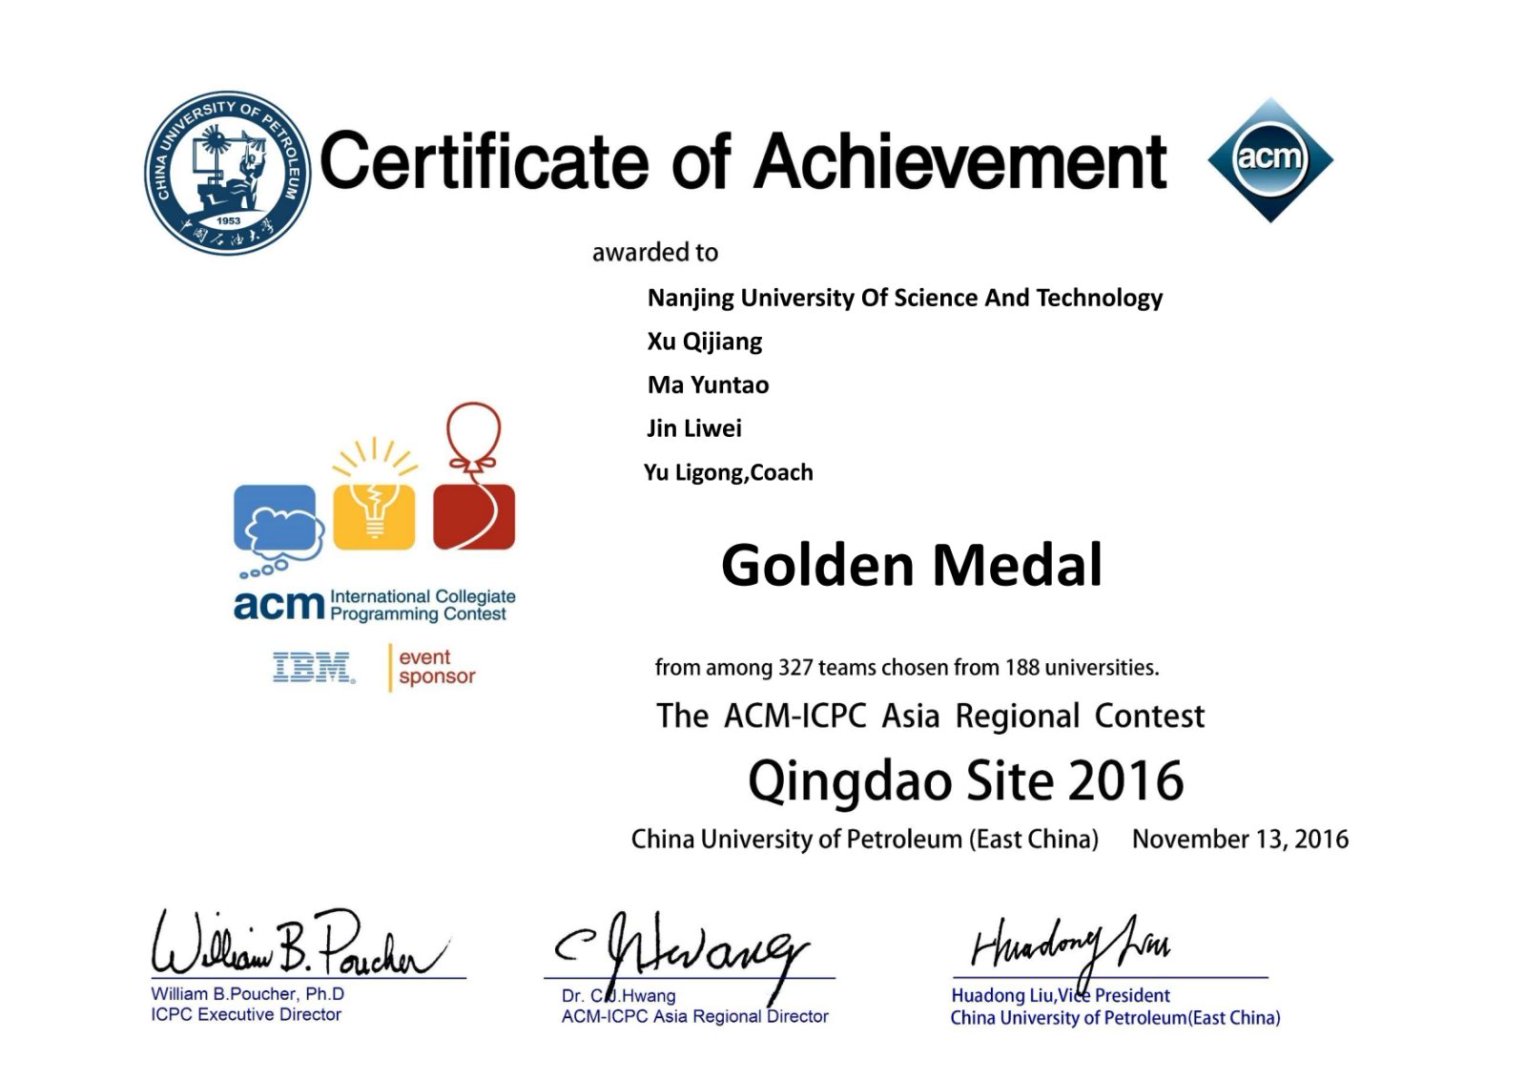 CHINA UNIVERSITY OF PETROLEUM
1953
中国石油大学
Certificate of Achievement
acm
awarded to
Nanjing University Of Science And Technology
Xu Qijiang
Ma Yuntao
Jin Liwei
Yu Ligong,Coach
Golden Medal
acm International Collegiate
Programming Contest
IBM® event
sponsor
from among 327 teams chosen from 188 universities.
The ACM-ICPC Asia Regional Contest
Qingdao Site 2016
China University of Petroleum (East China) November 13, 2016
William B. Poucher
C J Hwang
Huadong Liu
William B.Poucher, Ph.D
ICPC Executive Director
Dr. C.J.Hwang
ACM-ICPC Asia Regional Director
Huadong Liu,Vice President
China University of Petroleum(East China)